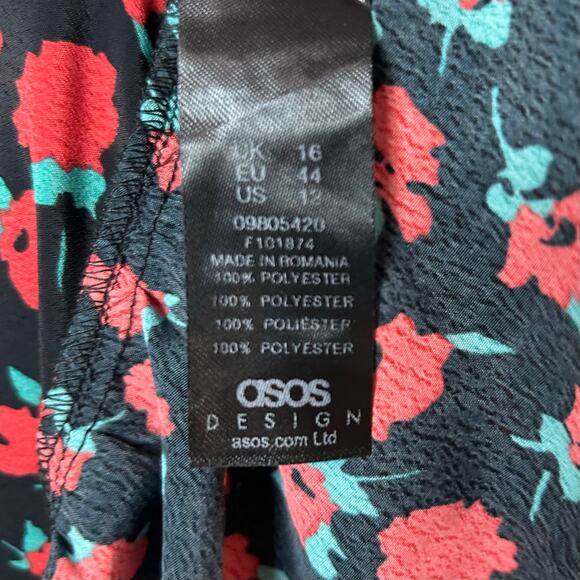 UK 16
EU 44
US 12
09805420
F101874
MADE IN ROMANIA
100% POLYESTER
100% POLYESTER
100% POLIÉSTER
100% POLYESTER
asos
DESIGN
asos.com Ltd